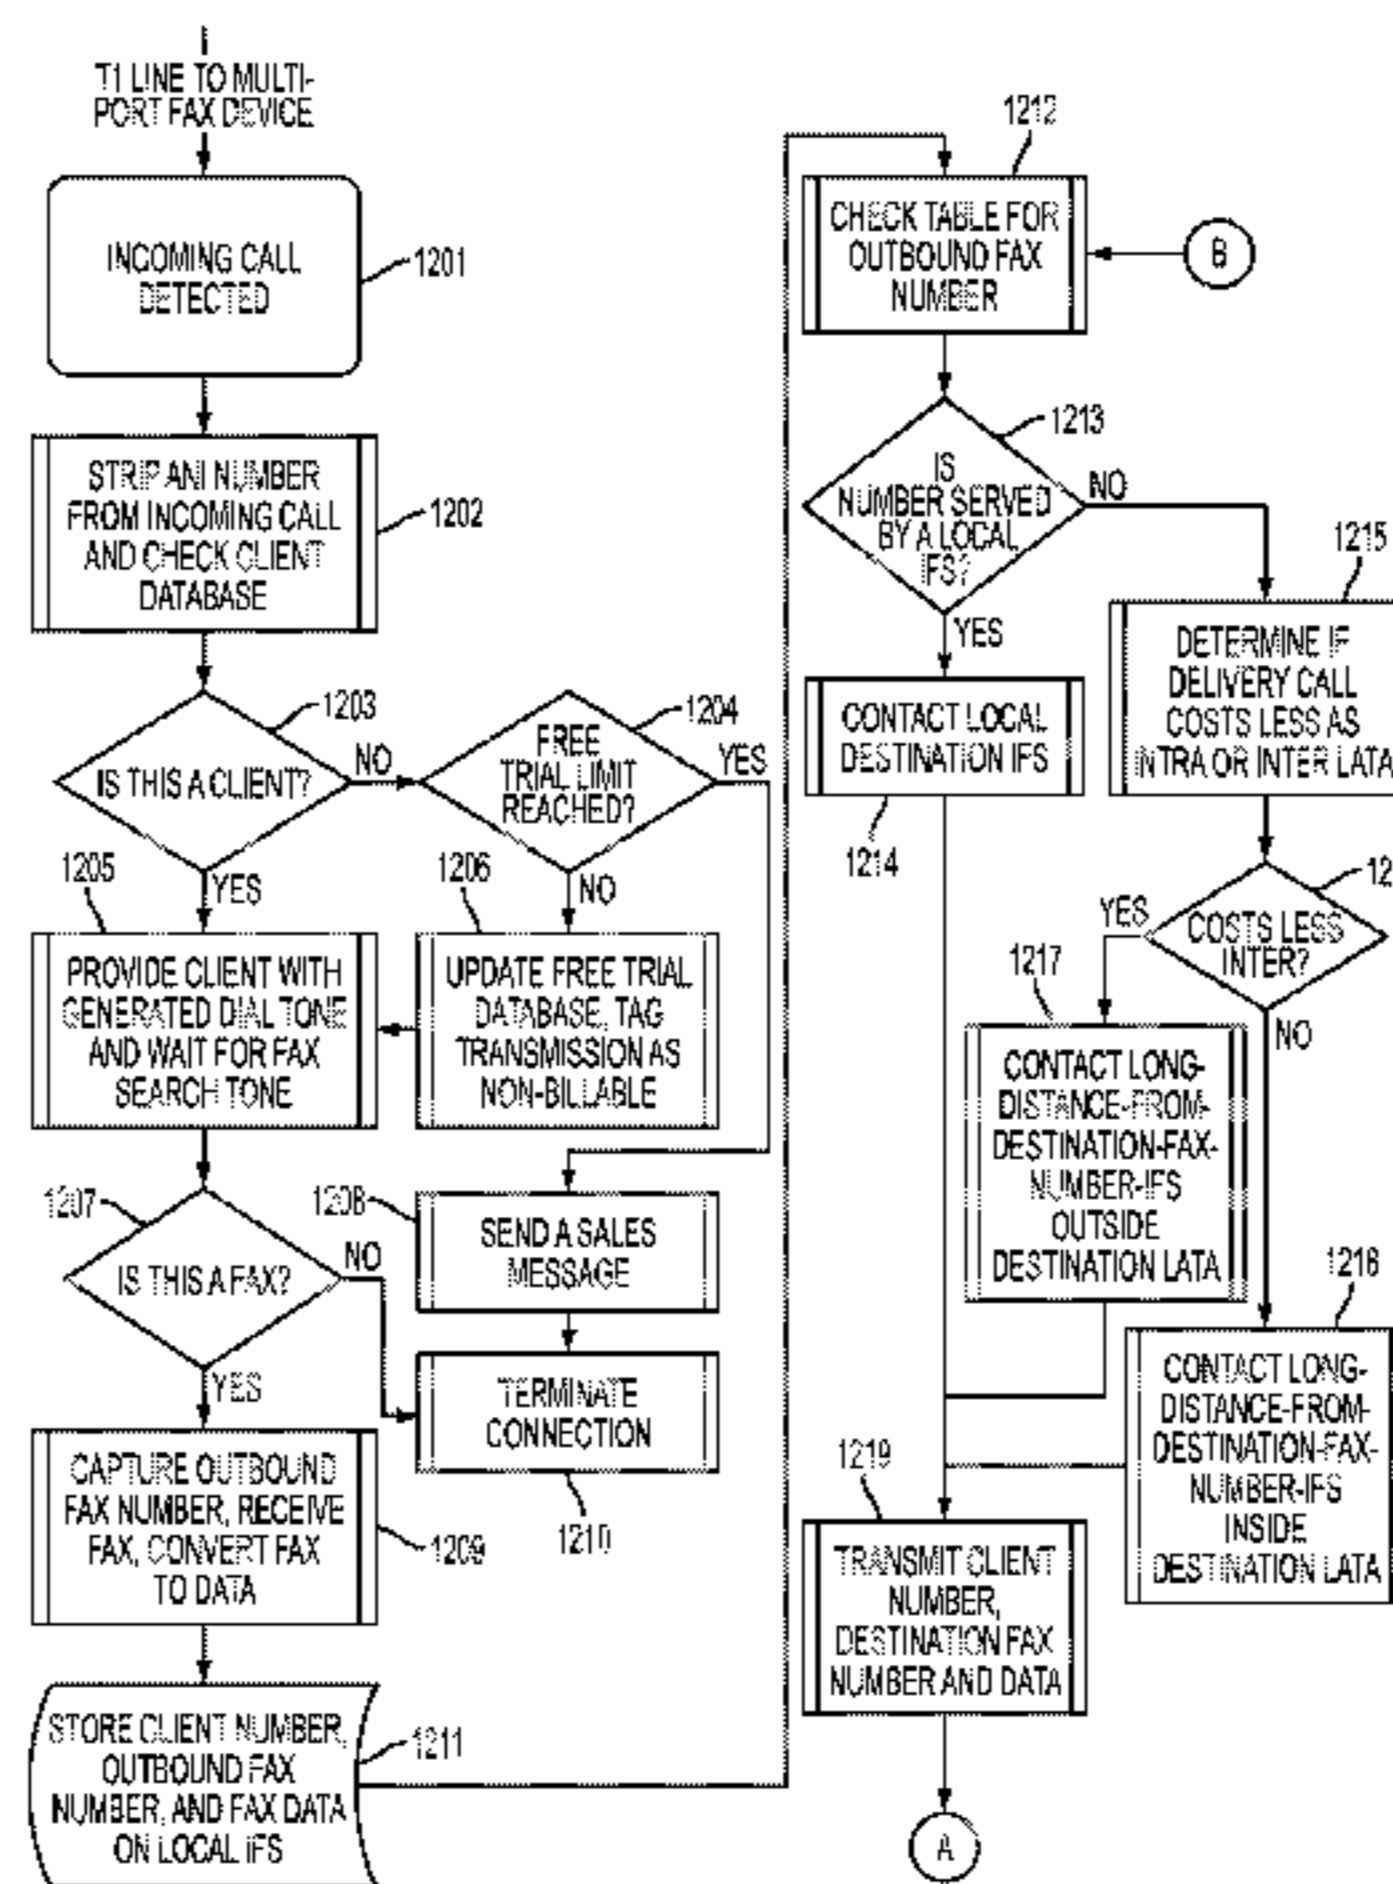 T1 LINE TO MULTI-
PORT FAX DEVICE
INCOMING CALL
DETECTED
1201
STRIP ANI NUMBER
FROM INCOMING CALL
AND CHECK CLIENT
DATABASE
1202
IS THIS A CLIENT?
1203
NO
YES
FREE
TRIAL LIMIT
REACHED?
1204
YES
NO
1205
PROVIDE CLIENT WITH
GENERATED DIAL TONE
AND WAIT FOR FAX
SEARCH TONE
1206
UPDATE FREE TRIAL
DATABASE, TAG
TRANSMISSION AS
NON-BILLABLE
1207
IS THIS A FAX?
NO
YES
1208
SEND A SALES
MESSAGE
TERMINATE
CONNECTION
1210
CAPTURE OUTBOUND
FAX NUMBER, RECEIVE
FAX, CONVERT FAX
TO DATA
1209
STORE CLIENT NUMBER,
OUTBOUND FAX
NUMBER, AND FAX DATA
ON LOCAL IFS
1211
1212
CHECK TABLE FOR
OUTBOUND FAX
NUMBER
B
1213
IS
NUMBER SERVED
BY A LOCAL
IFS?
NO
YES
CONTACT LOCAL
DESTINATION IFS
1214
1215
DETERMINE IF
DELIVERY CALL
COSTS LESS AS
INTRA OR INTER LATA
12
COSTS LESS
INTER?
YES
NO
1217
CONTACT LONG-
DISTANCE-FROM-
DESTINATION-FAX-
NUMBER-IFS
OUTSIDE
DESTINATION LATA
1218
CONTACT LONG-
DISTANCE-FROM-
DESTINATION-FAX-
NUMBER-IFS
INSIDE
DESTINATION LATA
1219
TRANSMIT CLIENT
NUMBER,
DESTINATION FAX
NUMBER AND DATA
A